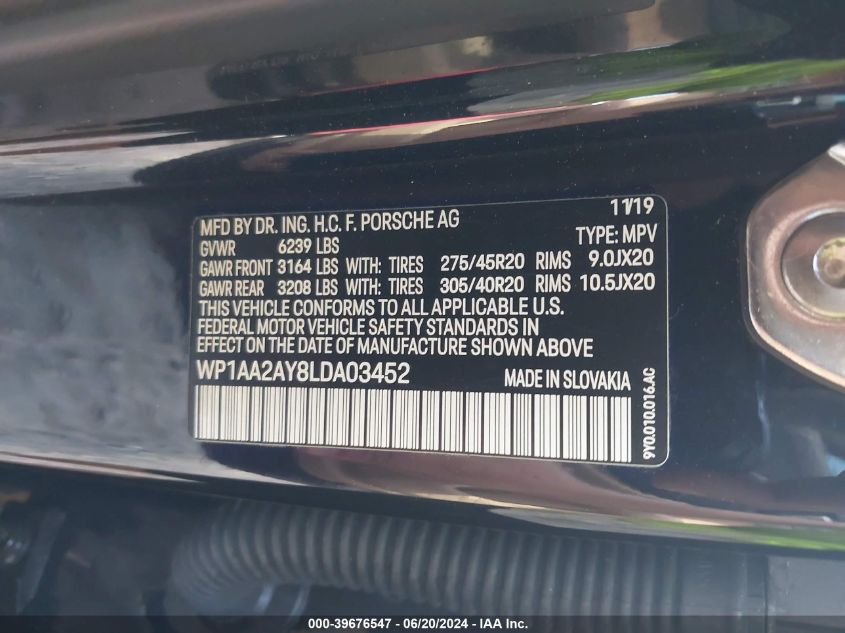 11/19
MFD BY DR. ING. H.C. F. PORSCHE AG
GVWR 6239 LBS TYPE: MPV
GAWR FRONT 3164 LBS WITH: TIRES 275/45R20 RIMS 9.0JX20
GAWR REAR 3208 LBS WITH: TIRES 305/40R20 RIMS 10.5JX20
THIS VEHICLE CONFORMS TO ALL APPLICABLE U.S.
FEDERAL MOTOR VEHICLE SAFETY STANDARDS IN
EFFECT ON THE DATE OF MANUFACTURE SHOWN ABOVE
WP1AA2AY8LDA03452 MADE IN SLOVAKIA
9Y0.010.016.AC
000-39676547 / 06/20/2024 - IAA Inc.